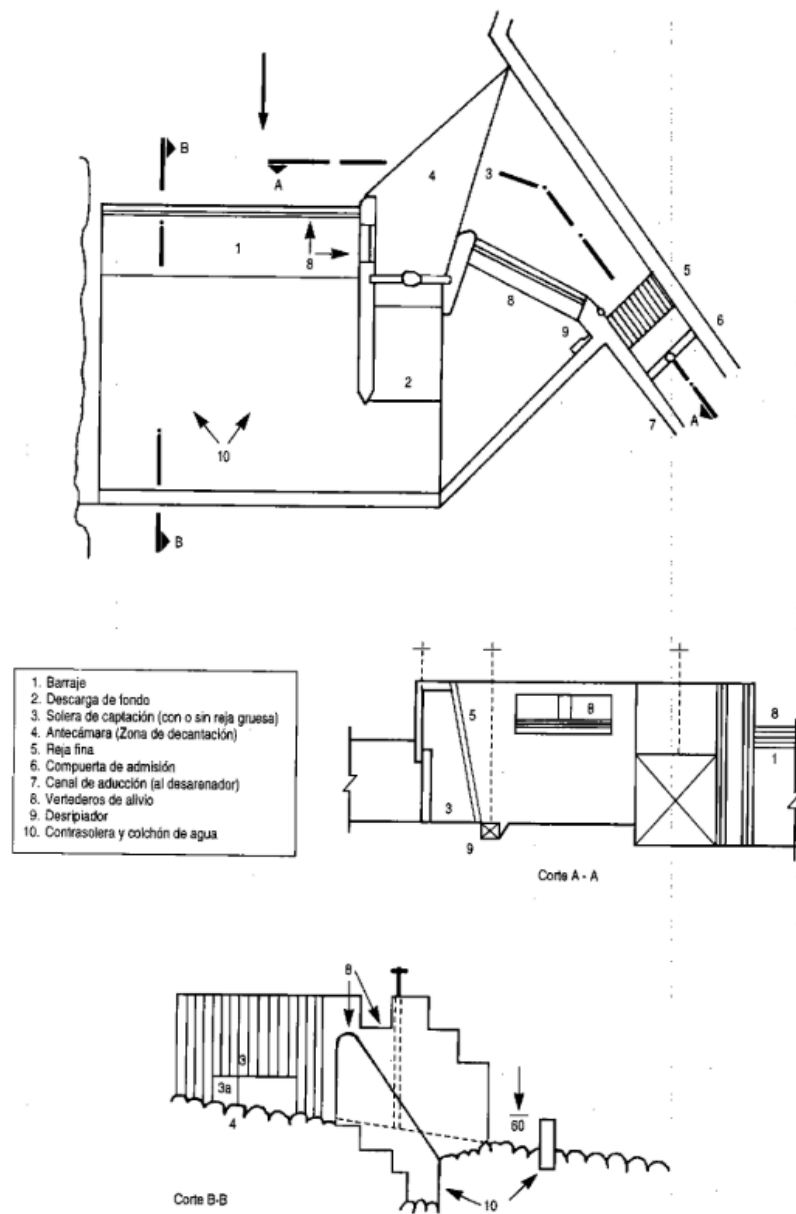 B
A
4
3
1
8
5
8
6
9
2
7
A
10
B
1. Barraje
2. Descarga de fondo
3. Solera de captación (con o sin reja gruesa)
4. Antecámara (Zona de decantación)
5. Reja fina
6. Compuerta de admisión
7. Canal de aducción (al desarenador)
8. Vertederos de alivio
9. Desripiador
10. Contrasolera y colchón de agua
5
8
8
3
1
9
Corte A - A
8
3
3a
4
60
10
Corte B-B